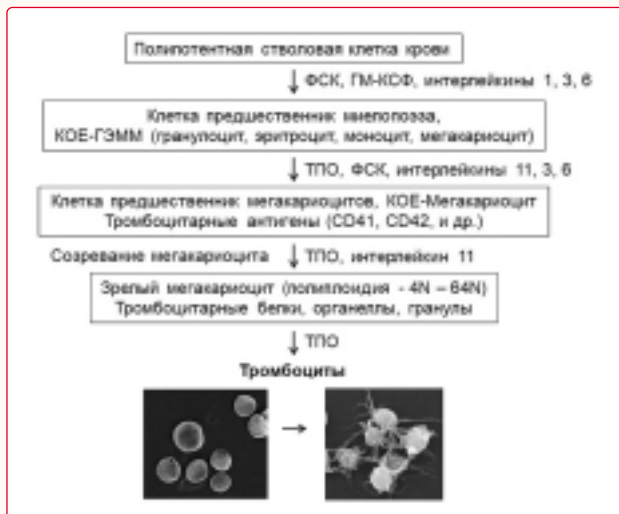 Полипотентная стволовая клетка крови
ФСК, ГМ-КСФ, интерлейкины 1, 3, 6
Клетка предшественник миелопоэза,
КОЕ-ГЭММ (гранулоцит, эритроцит, моноцит, мегакариоцит)
ТПО, ФСК, интерлейкины 11, 3, 6
Клетка предшественник мегакариоцитов, КОЕ-Мегакариоцит
Тромбоцитарные антигены (CD41, CD42, и др.)
Созревание мегакариоцита ТПО, интерлейкин 11
Зрелый мегакариоцит (полиплоидия - 4N – 64N)
Тромбоцитарные белки, органеллы, гранулы
ТПО
Тромбоциты